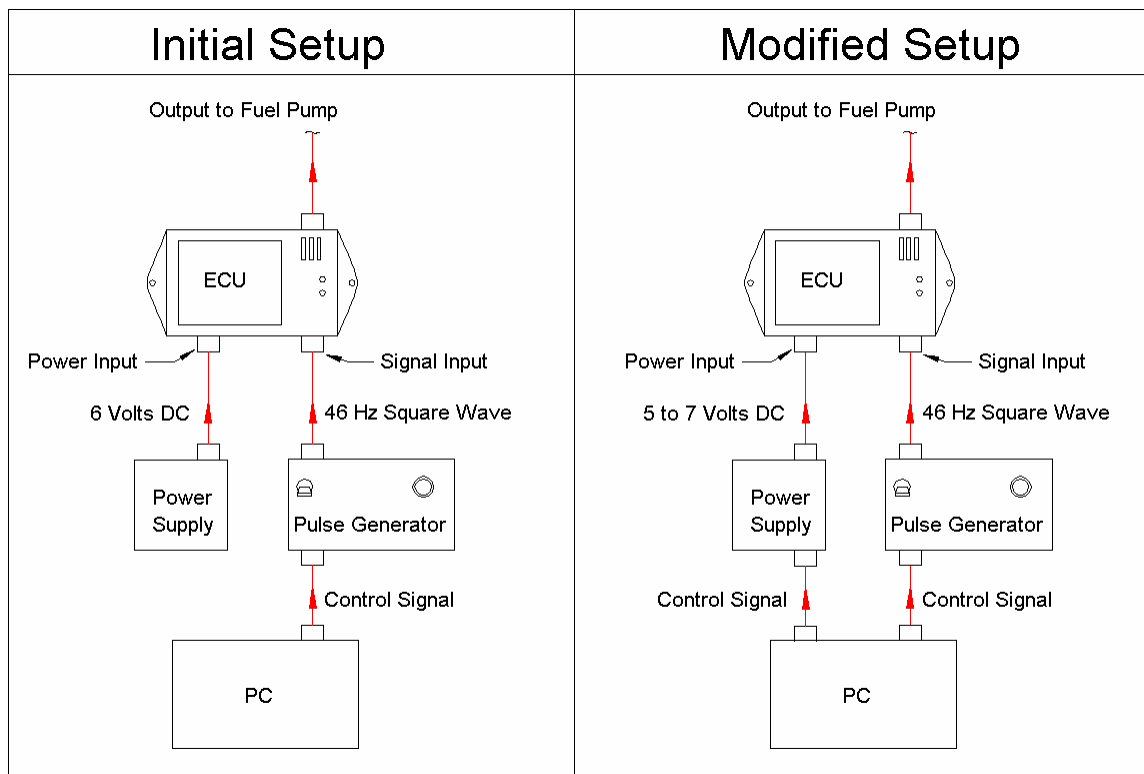 Initial Setup
Output to Fuel Pump
ECU
Power Input
Signal Input
6 Volts DC
46 Hz Square Wave
Power
Supply
Pulse Generator
Control Signal
PC
Modified Setup
Output to Fuel Pump
ECU
Power Input
Signal Input
5 to 7 Volts DC
46 Hz Square Wave
Power
Supply
Pulse Generator
Control Signal
Control Signal
PC